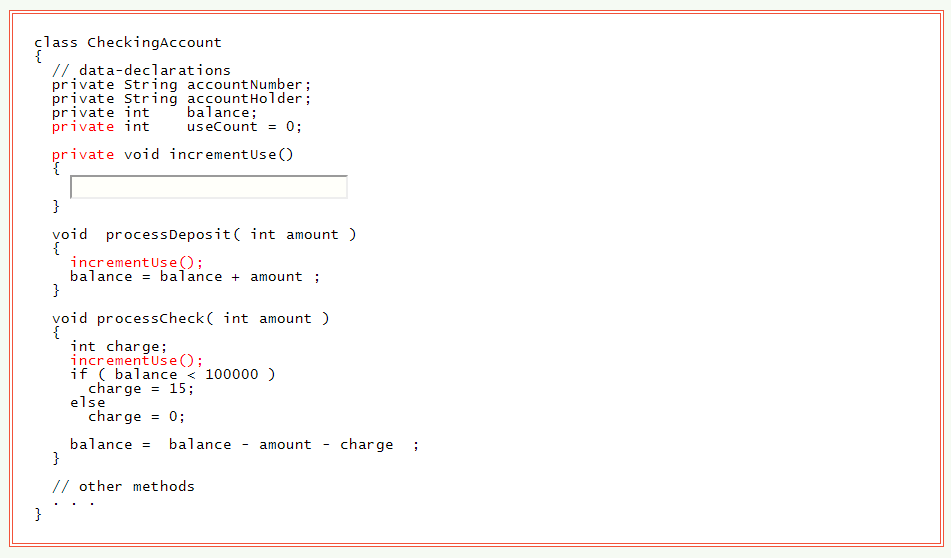 class CheckingAccount
{
  // data-declarations
  private String accountNumber;
  private String accountHolder;
  private int    balance;
  private int    useCount = 0;
  private void incrementUse()
  {
  }
  void  processDeposit( int amount )
  {
    incrementUse();
    balance = balance + amount ;
  }
  void processCheck( int amount )
  {
    int charge;
    incrementUse();
    if ( balance < 100000 )
      charge = 15;
    else
      charge = 0;
    balance =  balance - amount - charge  ;
  }
  // other methods
  . . .
}